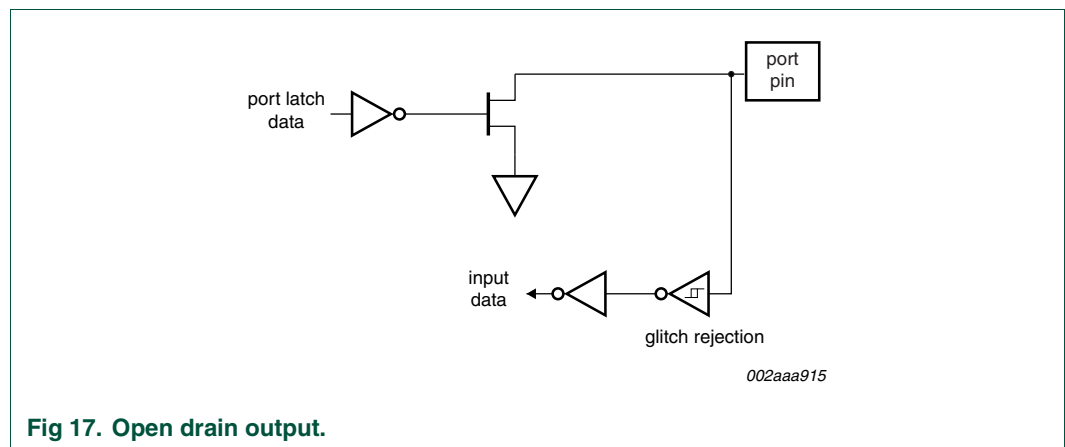 port
pin
port latch
data
input
data
glitch rejection
002aaa915
Fig 17. Open drain output.